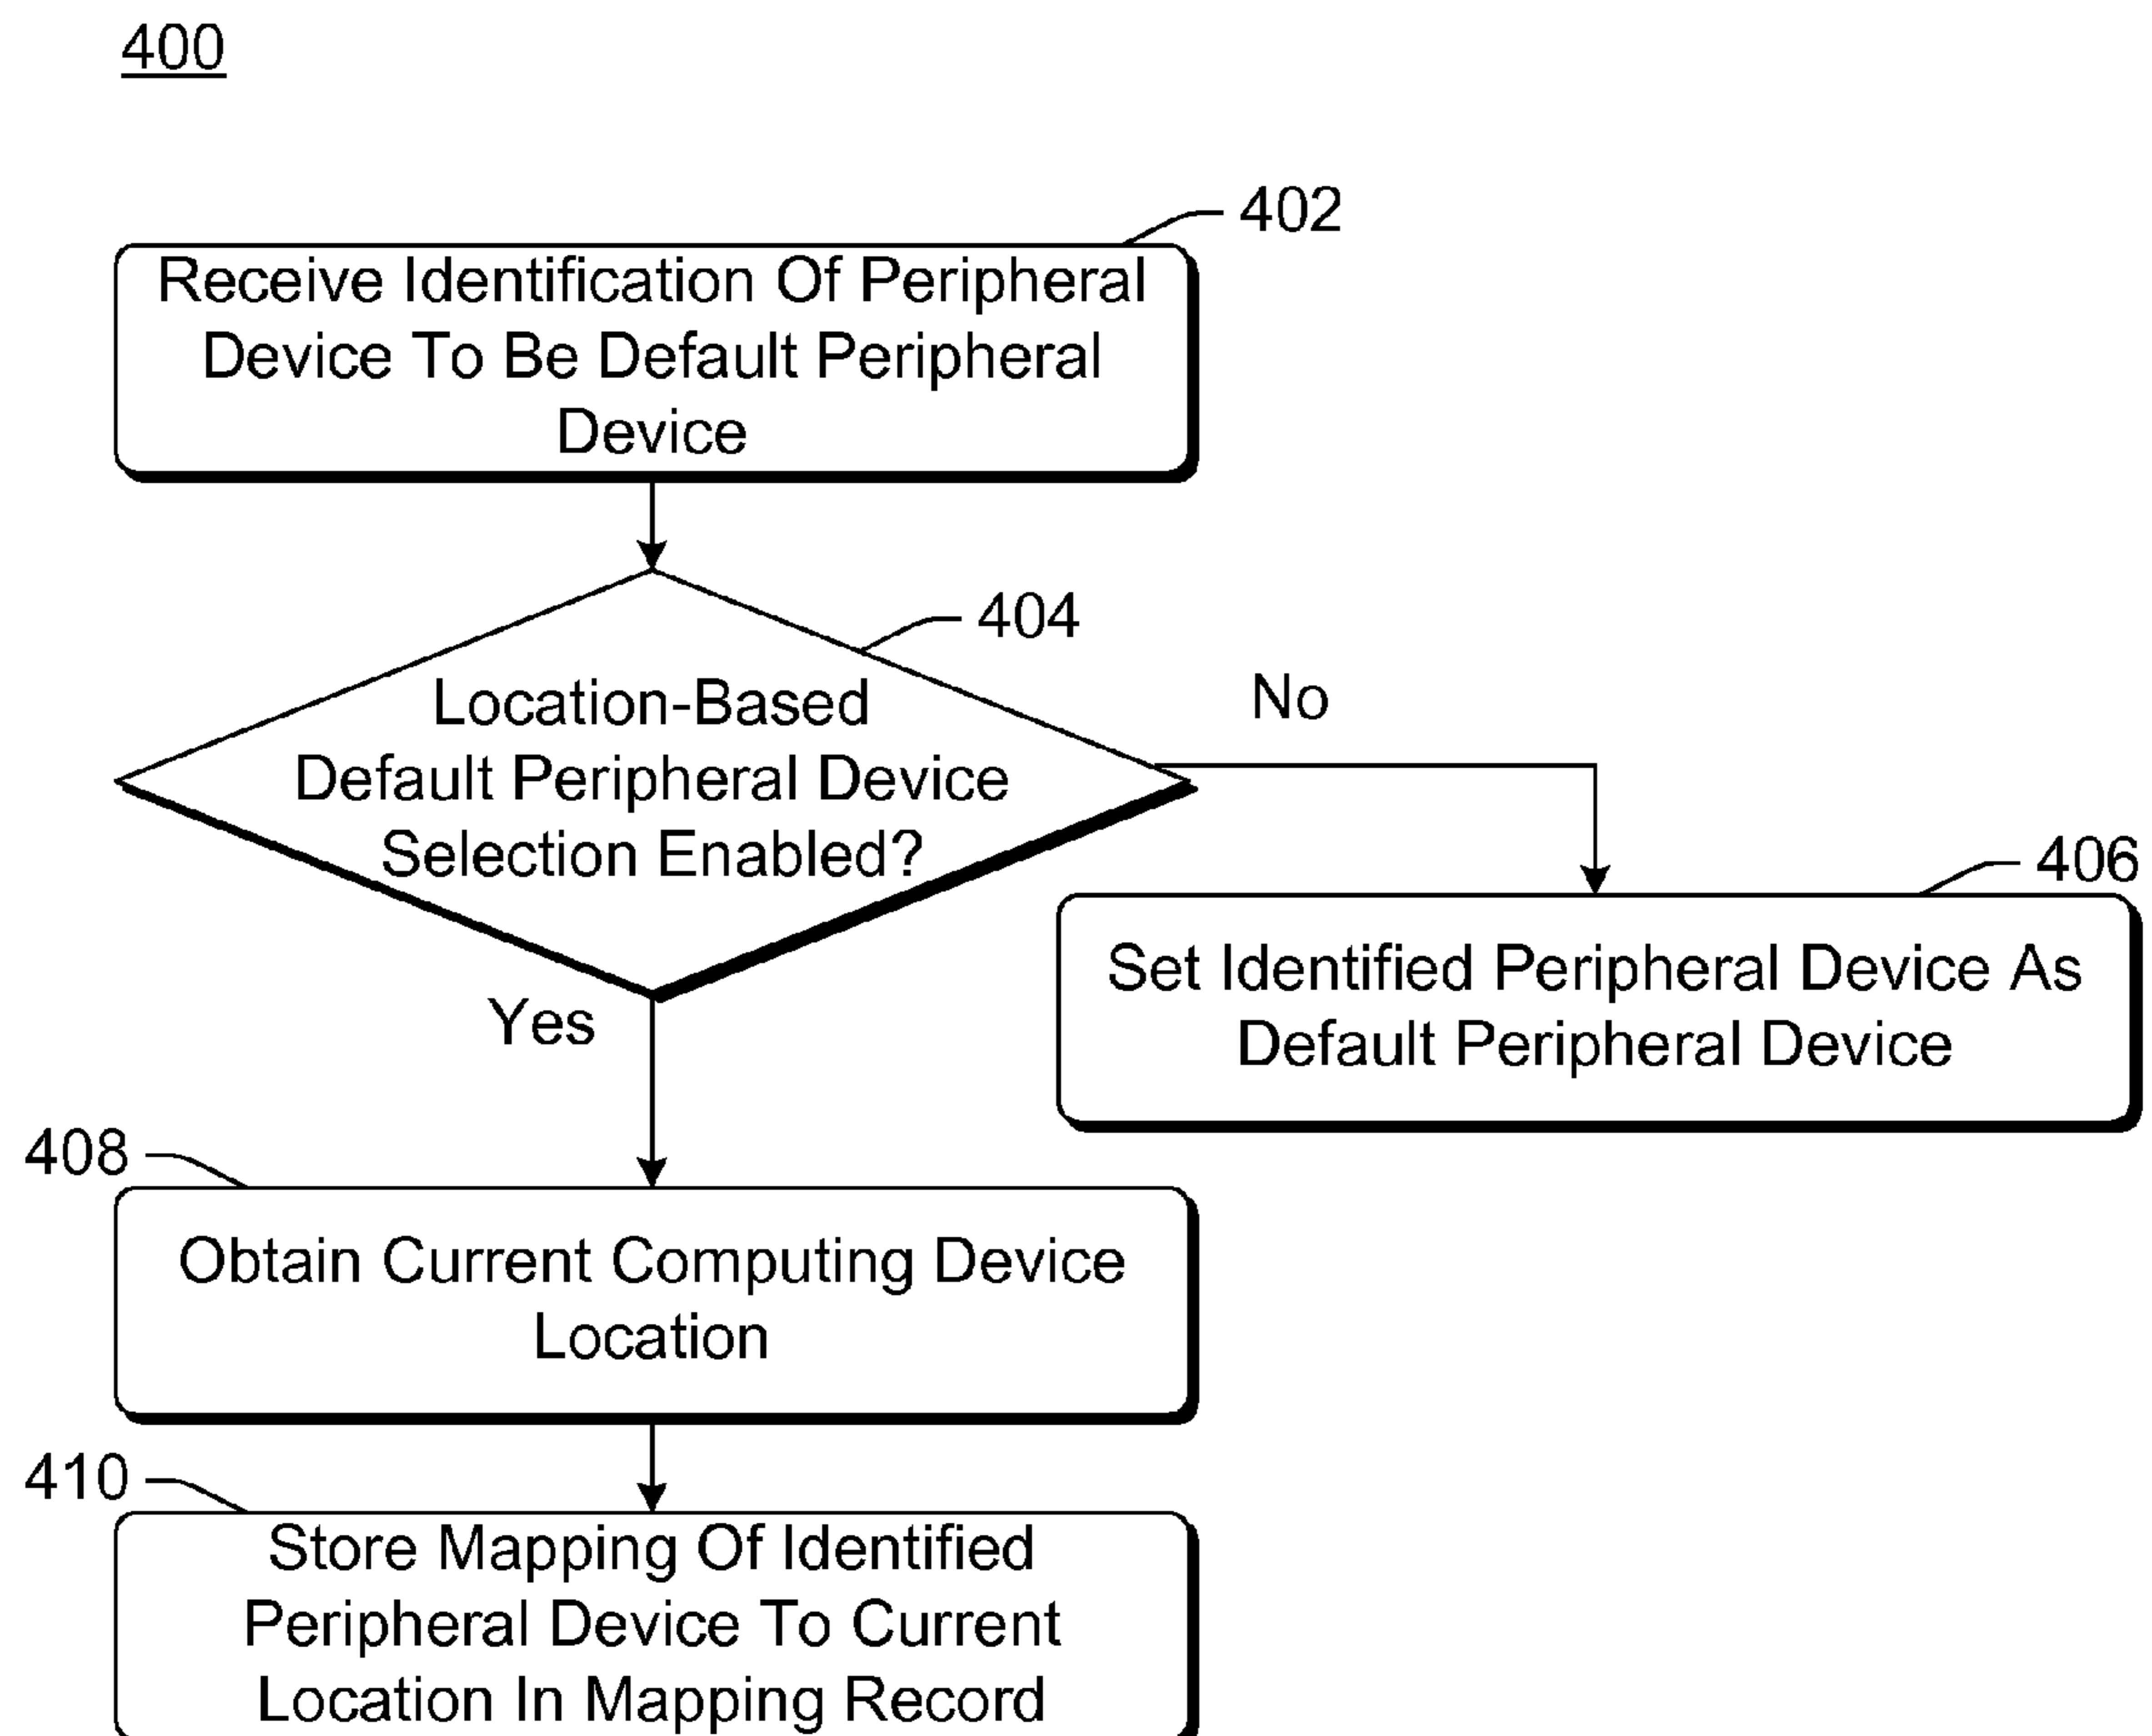 400
402
Receive Identification Of Peripheral
Device To Be Default Peripheral
Device
404
Location-Based
Default Peripheral Device
Selection Enabled?
No
406
Set Identified Peripheral Device As
Default Peripheral Device
Yes
408
Obtain Current Computing Device
Location
410
Store Mapping Of Identified
Peripheral Device To Current
Location In Mapping Record